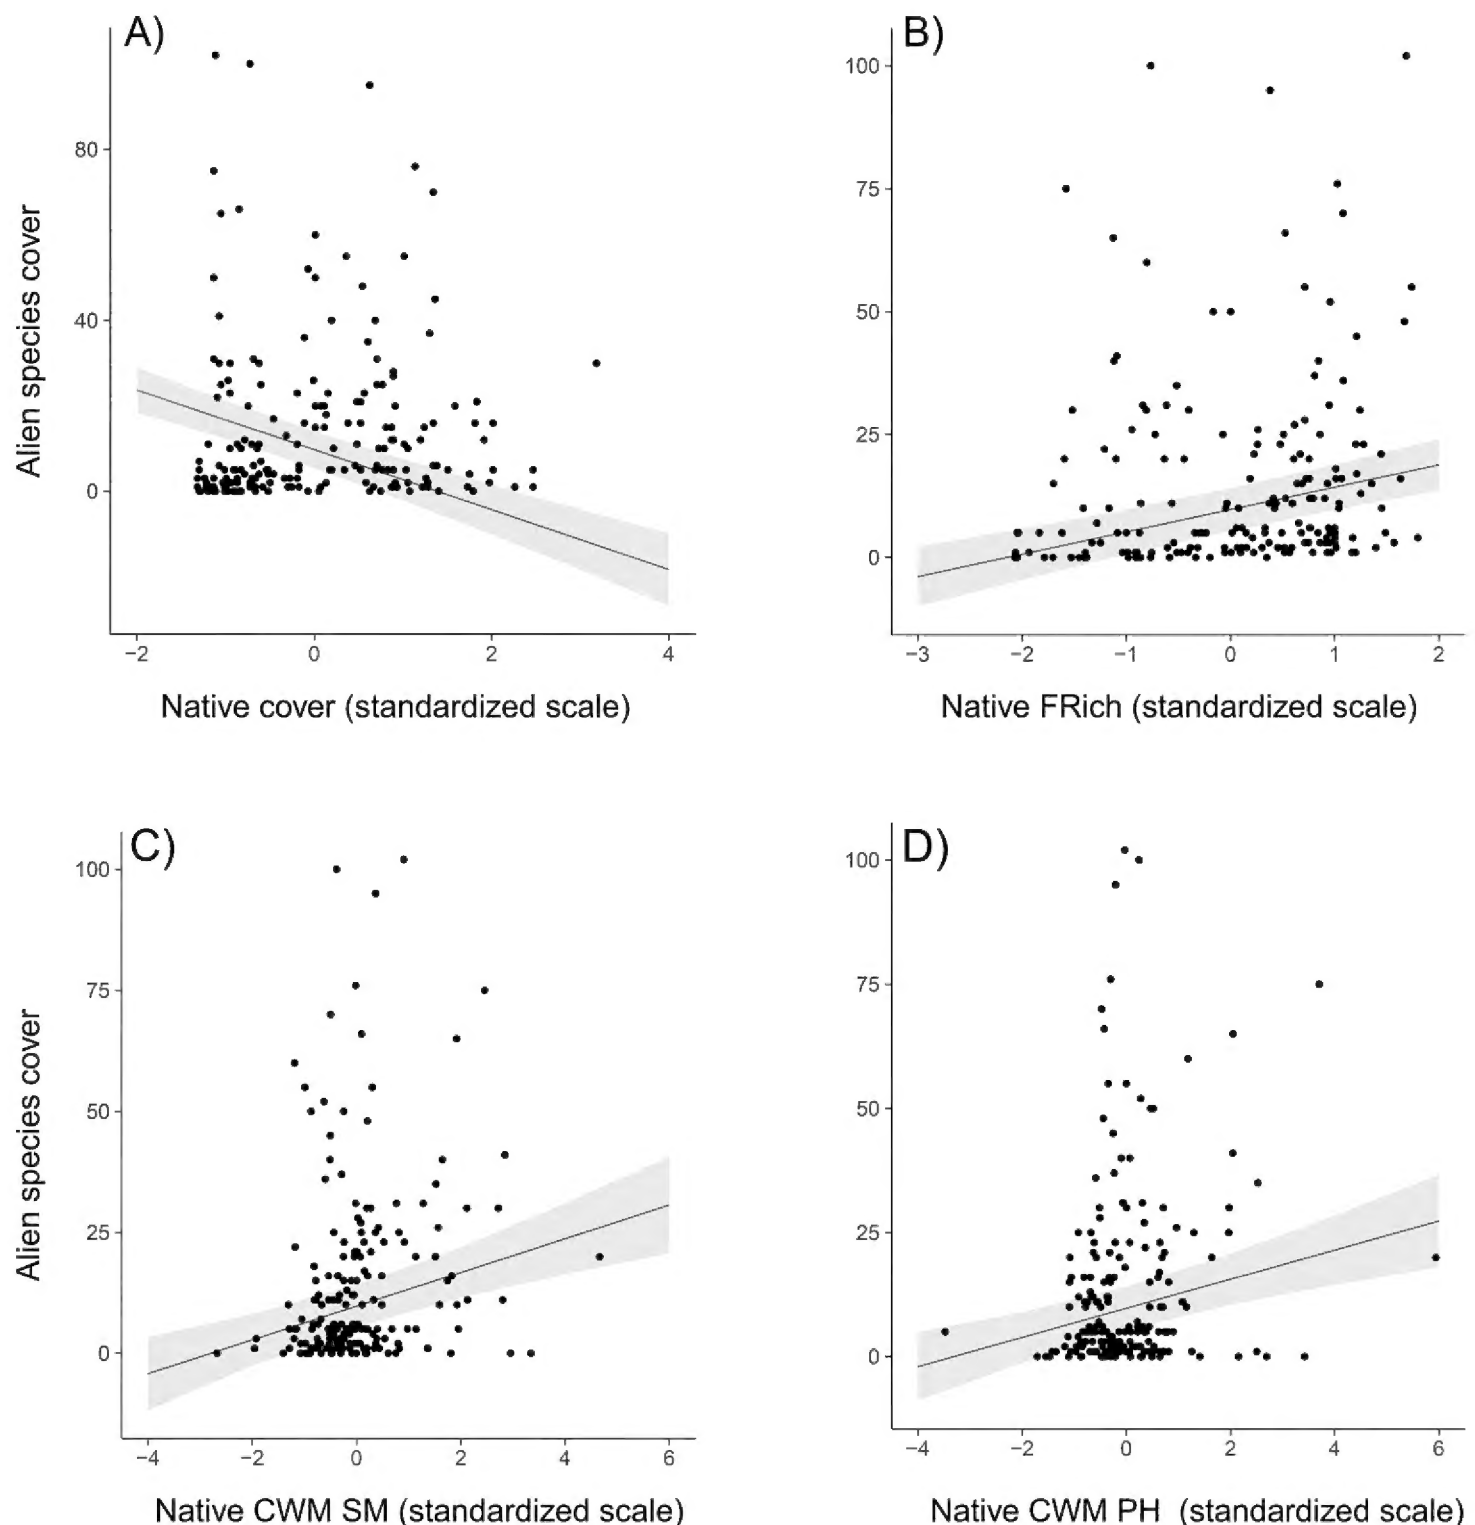 A)
80
40
0
−2 0 2 4
Alien species cover
Native cover (standardized scale)
B)
100
75
50
25
0
−3 −2 −1 0 1 2
Native FRich (standardized scale)
C)
100
75
50
25
0
−4 −2 0 2 4 6
Alien species cover
Native CWM SM (standardized scale)
D)
100
75
50
25
0
−4 −2 0 2 4 6
Native CWM PH (standardized scale)